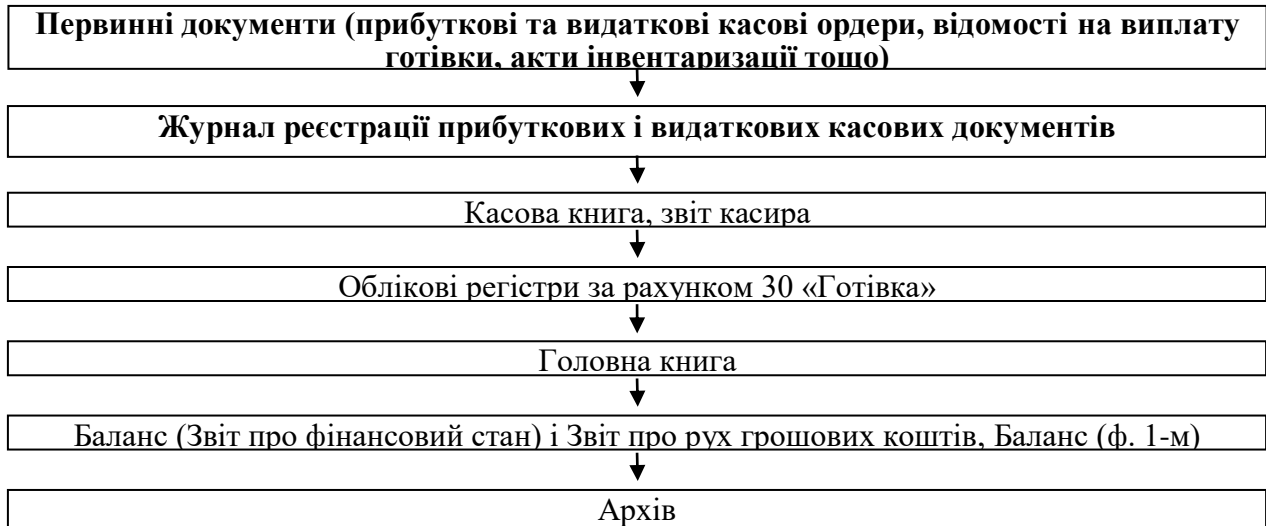 Первинні документи (прибуткові та видаткові касові ордери, відомості на виплату
готівки, акти інвентаризації тощо)
Журнал реєстрації прибуткових і видаткових касових документів
Касова книга, звіт касира
Облікові регістри за рахунком 30 «Готівка»
Головна книга
Баланс (Звіт про фінансовий стан) і Звіт про рух грошових коштів, Баланс (ф. 1-м)
Архів